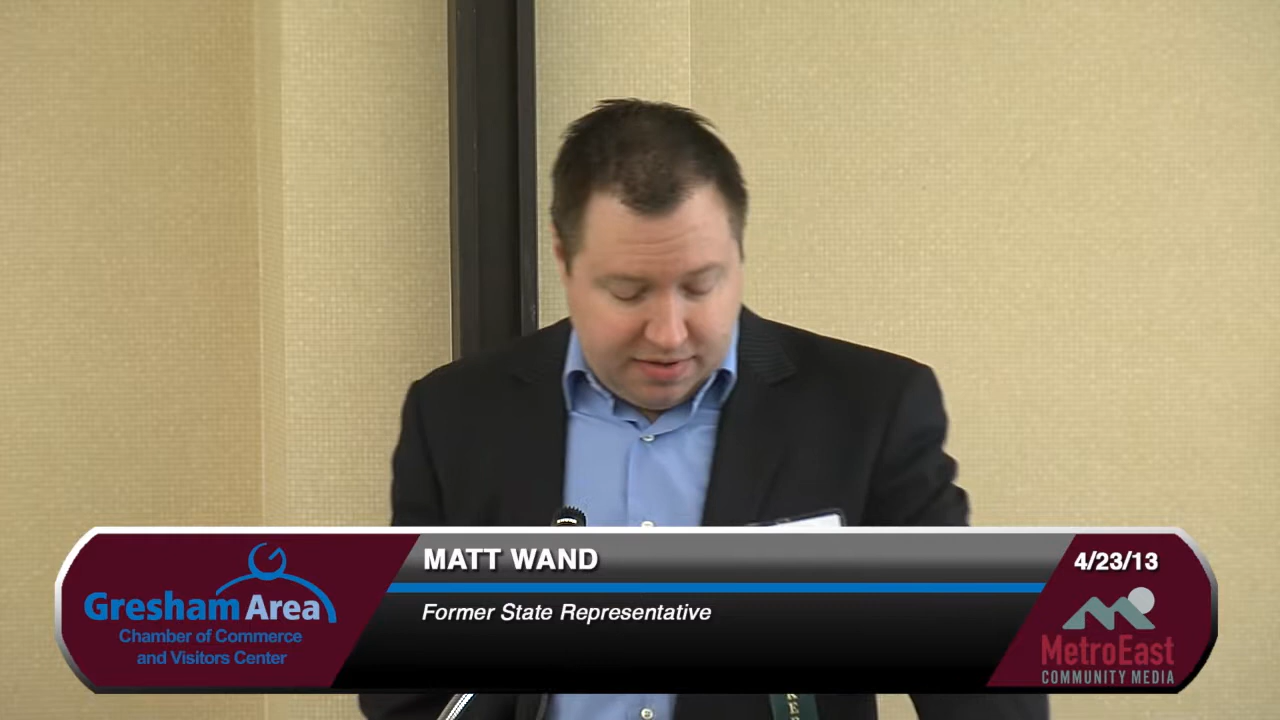 MATT WAND
Former State Representative
4/23/13
Gresham Area
Chamber of Commerce
and Visitors Center
MetroEast
COMMUNITY MEDIA